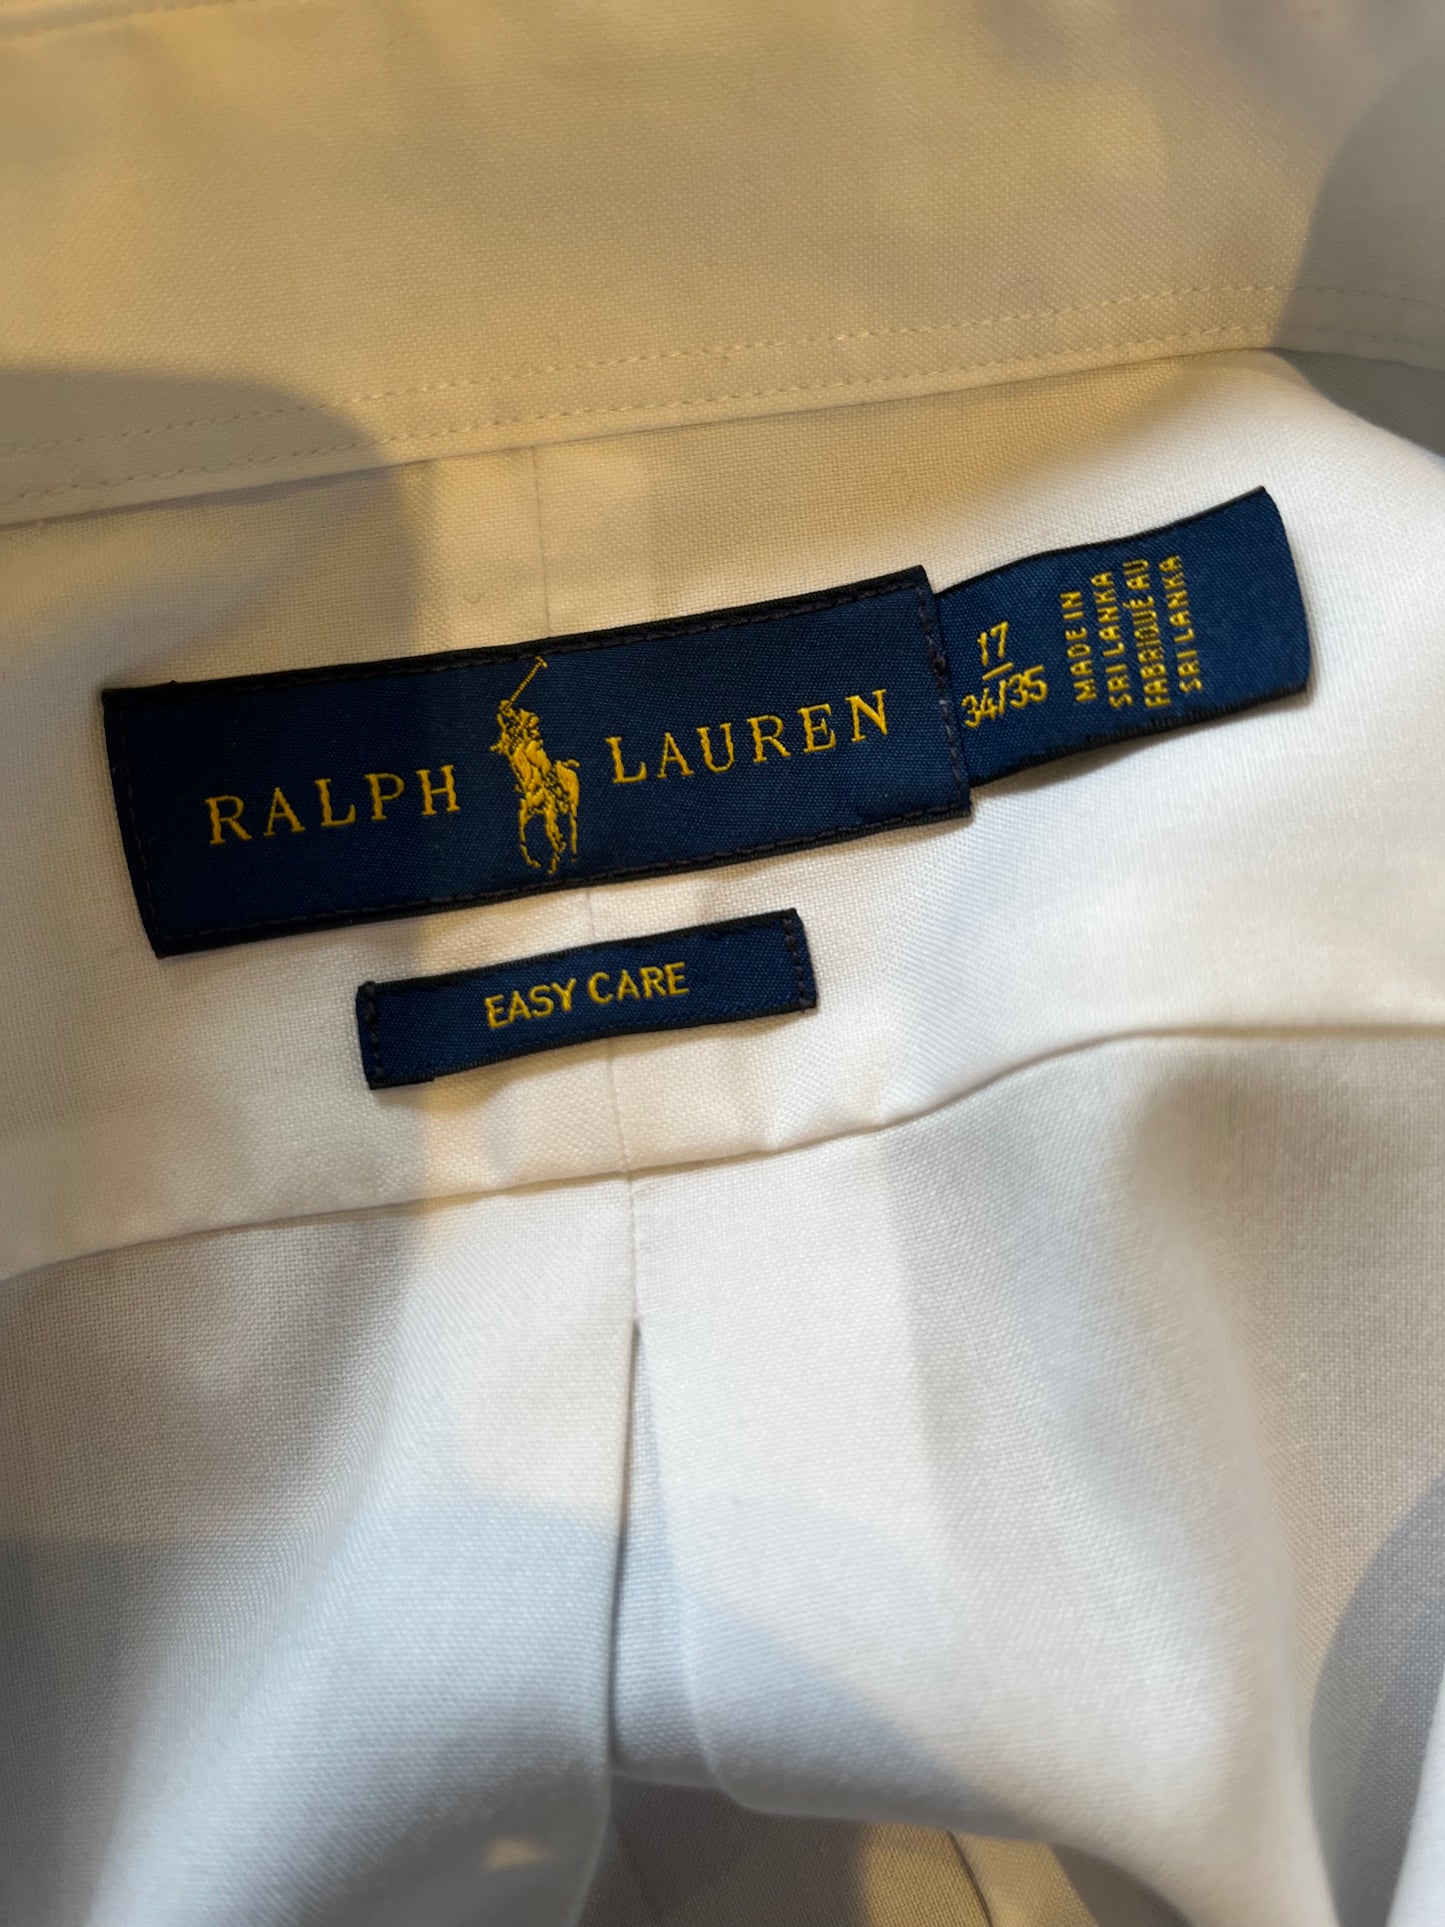 RALPH LAUREN
17
34/35
MADE IN
SRI LANKA
FABRIQUÉ AU
SRI LANKA
EASY CARE